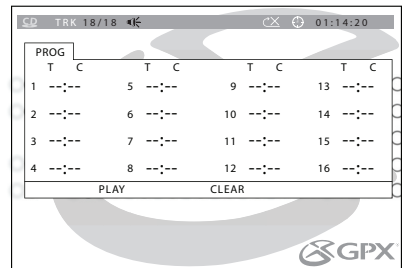 CD TRK 18/18 01:14:20
PROG
T C T C T C T C
1 --:-- 5 --:-- 9 --:-- 13 --:--
2 --:-- 6 --:-- 10 --:-- 14 --:--
3 --:-- 7 --:-- 11 --:-- 15 --:--
4 --:-- 8 --:-- 12 --:-- 16 --:--
PLAY CLEAR
GPX